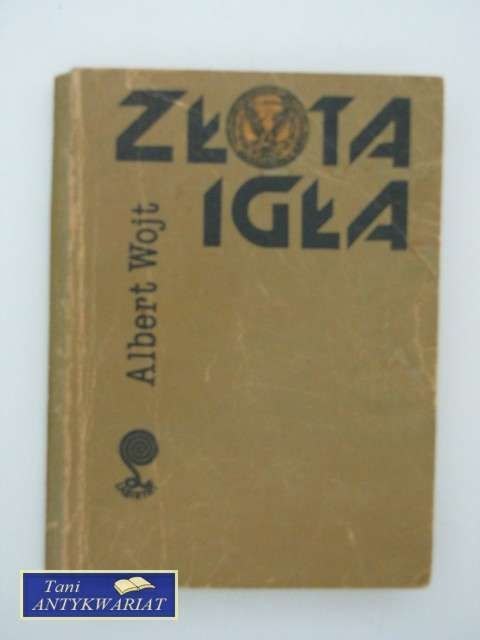 ZŁOTA
IGŁA
Albert Wojt
Tani
ANTYKWARIAT